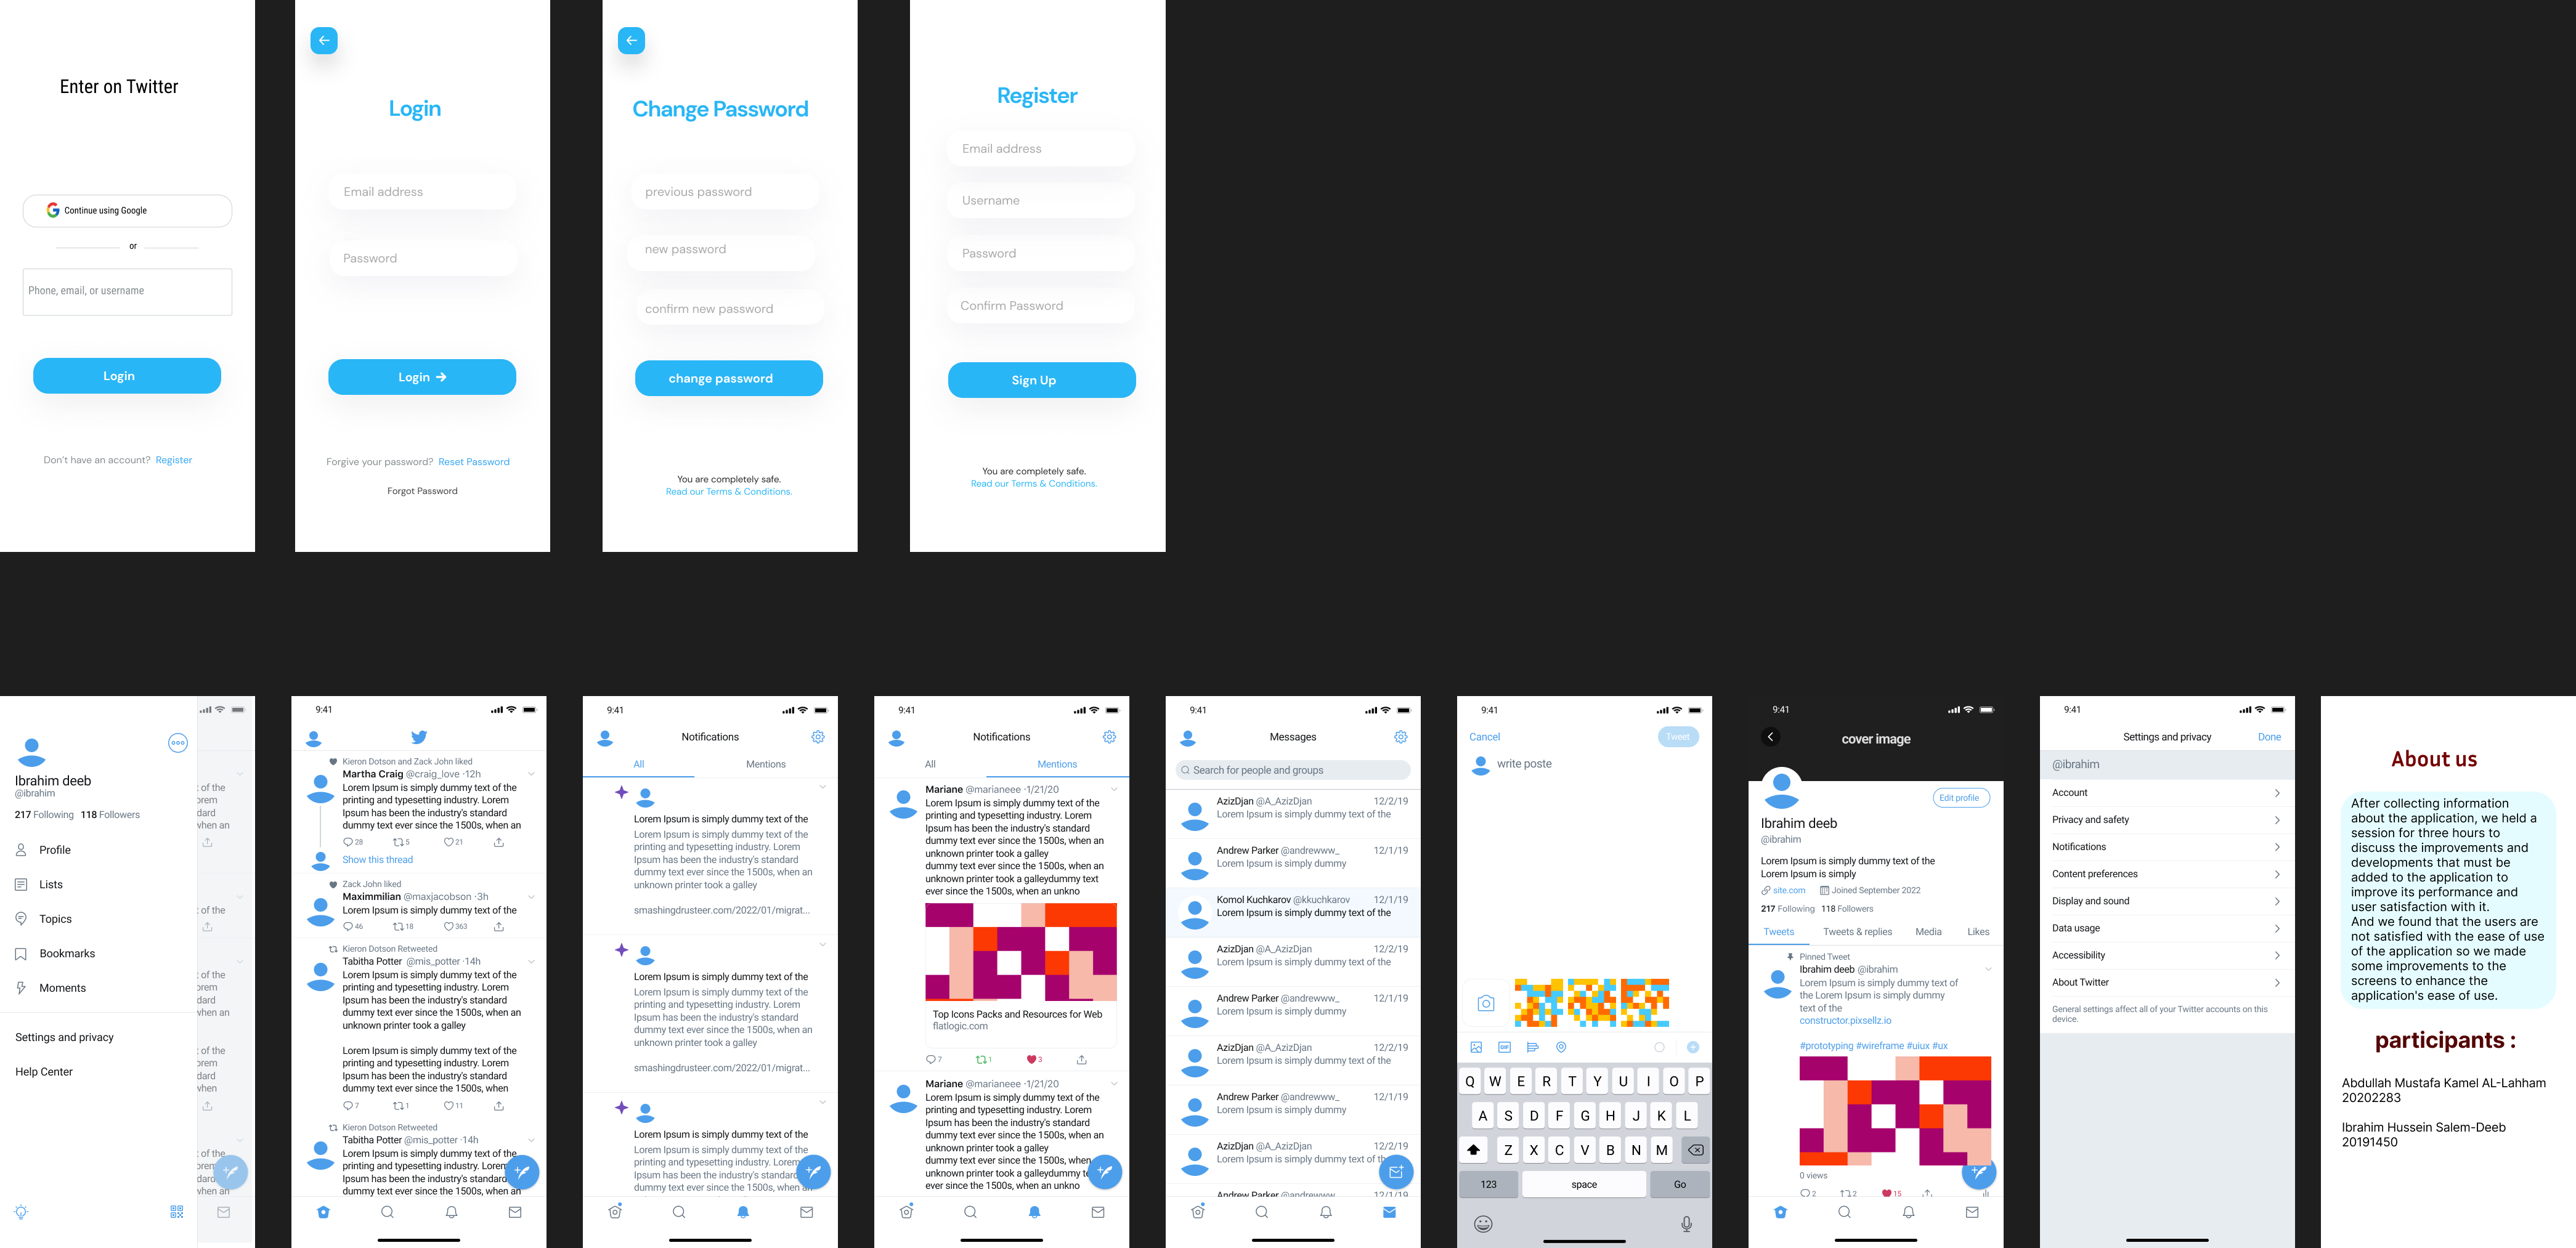 Enter on Twitter
Continue using Google
or
Phone, email, or username
Login
Don't have an account? Register
Login
Email address
Password
Login
Forgive your password? Reset Password
Forgot Password
Change Password
previous password
new password
confirm new password
change password
You are completely safe.
Read our Terms & Conditions.
Register
Email address
Username
Password
Confirm Password
Sign Up
You are completely safe.
Read our Terms & Conditions.
Ibrahim deeb
@ibrahim
217 Following 118 Followers
Profile
Lists
Topics
Bookmarks
Moments
Settings and privacy
Help Center
9:41
Kieron Dotson and Zack John liked
Martha Craig @craig_love ·12h
Lorem Ipsum is simply dummy text of the
printing and typesetting industry. Lorem
Ipsum has been the industry's standard
dummy text ever since the 1500s, when an
28 5 21
Show this thread
Zack John liked
Maximmilian @maxjacobson ·3h
Lorem Ipsum is simply dummy text of the
46 18 363
Kieron Dotson Retweeted
Tabitha Potter @mis_potter ·14h
Lorem Ipsum is simply dummy text of the
printing and typesetting industry. Lorem
Ipsum has been the industry's standard
dummy text ever since the 1500s, when an
unknown printer took a galley
Lorem Ipsum is simply dummy text of the
printing and typesetting industry. Lorem
Ipsum has been the industry's standard
dummy text ever since the 1500s, when
7 1 11
Kieron Dotson Retweeted
Tabitha Potter @mis_potter ·14h
Lorem Ipsum is simply dummy text of the
printing and typesetting industry. Lorem
Ipsum has been the industry's standard
dummy text ever since the 1500s, when an
9:41
Notifications
All Mentions
Lorem Ipsum is simply dummy text of the
Lorem Ipsum is simply dummy text of the
printing and typesetting industry. Lorem
Ipsum has been the industry's standard
dummy text ever since the 1500s, when an
unknown printer took a galley
smashingdrusteer.com/2022/01/migrat...
Lorem Ipsum is simply dummy text of the
Lorem Ipsum is simply dummy text of the
printing and typesetting industry. Lorem
Ipsum has been the industry's standard
dummy text ever since the 1500s, when an
unknown printer took a galley
smashingdrusteer.com/2022/01/migrat...
Lorem Ipsum is simply dummy text of the
Lorem Ipsum is simply dummy text of the
printing and typesetting industry. Lorem
Ipsum has been the industry's standard
dummy text ever since the 1500s, when an
9:41
Notifications
All Mentions
Mariane @marianeee ·1/21/20
Lorem Ipsum is simply dummy text of the
printing and typesetting industry. Lorem
Ipsum has been the industry's standard
dummy text ever since the 1500s, when an
unknown printer took a galley
dummy text ever since the 1500s, when an
unknown printer took a galleydummy text
ever since the 1500s, when an unkno
Top Icons Packs and Resources for Web
flatlogic.com
7 1 3
Mariane @marianeee ·1/21/20
Lorem Ipsum is simply dummy text of the
printing and typesetting industry. Lorem
Ipsum has been the industry's standard
dummy text ever since the 1500s, when an
unknown printer took a galley
dummy text ever since the 1500s, when
unknown printer took a galleydummy te
ever since the 1500s, when an unkno
9:41
Messages
Search for people and groups
AzizDjan @A_AzizDjan 12/2/19
Lorem Ipsum is simply dummy text of the
Andrew Parker @andrewww_ 12/1/19
Lorem Ipsum is simply dummy
Komol Kuchkarov @kkuchkarov 12/1/19
Lorem Ipsum is simply dummy text of the
AzizDjan @A_AzizDjan 12/2/19
Lorem Ipsum is simply dummy text of the
Andrew Parker @andrewww_ 12/1/19
Lorem Ipsum is simply dummy
AzizDjan @A_AzizDjan 12/2/19
Lorem Ipsum is simply dummy text of the
Andrew Parker @andrewww_ 12/1/19
Lorem Ipsum is simply dummy
AzizDjan @A_AzizDjan 12/2/19
Lorem Ipsum is simply dummy text of th
Andrew Parker @andrewww_ 12/1/19
9:41
Cancel Tweet
write poste
GIF
Q W E R T Y U I O P
A S D F G H J K L
Z X C V B N M
123 space Go
9:41
cover image
Edit profile
Ibrahim deeb
@ibrahim
Lorem Ipsum is simply dummy text of the
Lorem Ipsum is simply
site.com Joined September 2022
217 Following 118 Followers
Tweets Tweets & replies Media Likes
Pinned Tweet
Ibrahim deeb @ibrahim
Lorem Ipsum is simply dummy text of
the Lorem Ipsum is simply dummy
text of the
constructor.pixsellz.io
#prototyping #wireframe #uiux #ux
0 views
2 2 15
9:41
Settings and privacy Done
@ibrahim
Account
Privacy and safety
Notifications
Content preferences
Display and sound
Data usage
Accessibility
About Twitter
General settings affect all of your Twitter accounts on this
device.
About us
After collecting information
about the application, we held a
session for three hours to
discuss the improvements and
developments that must be
added to the application to
improve its performance and
user satisfaction with it.
And we found that the users are
not satisfied with the ease of use
of the application so we made
some improvements to the
screens to enhance the
application's ease of use.
participants :
Abdullah Mustafa Kamel AL-Lahham
20202283
Ibrahim Hussein Salem-Deeb
20191450